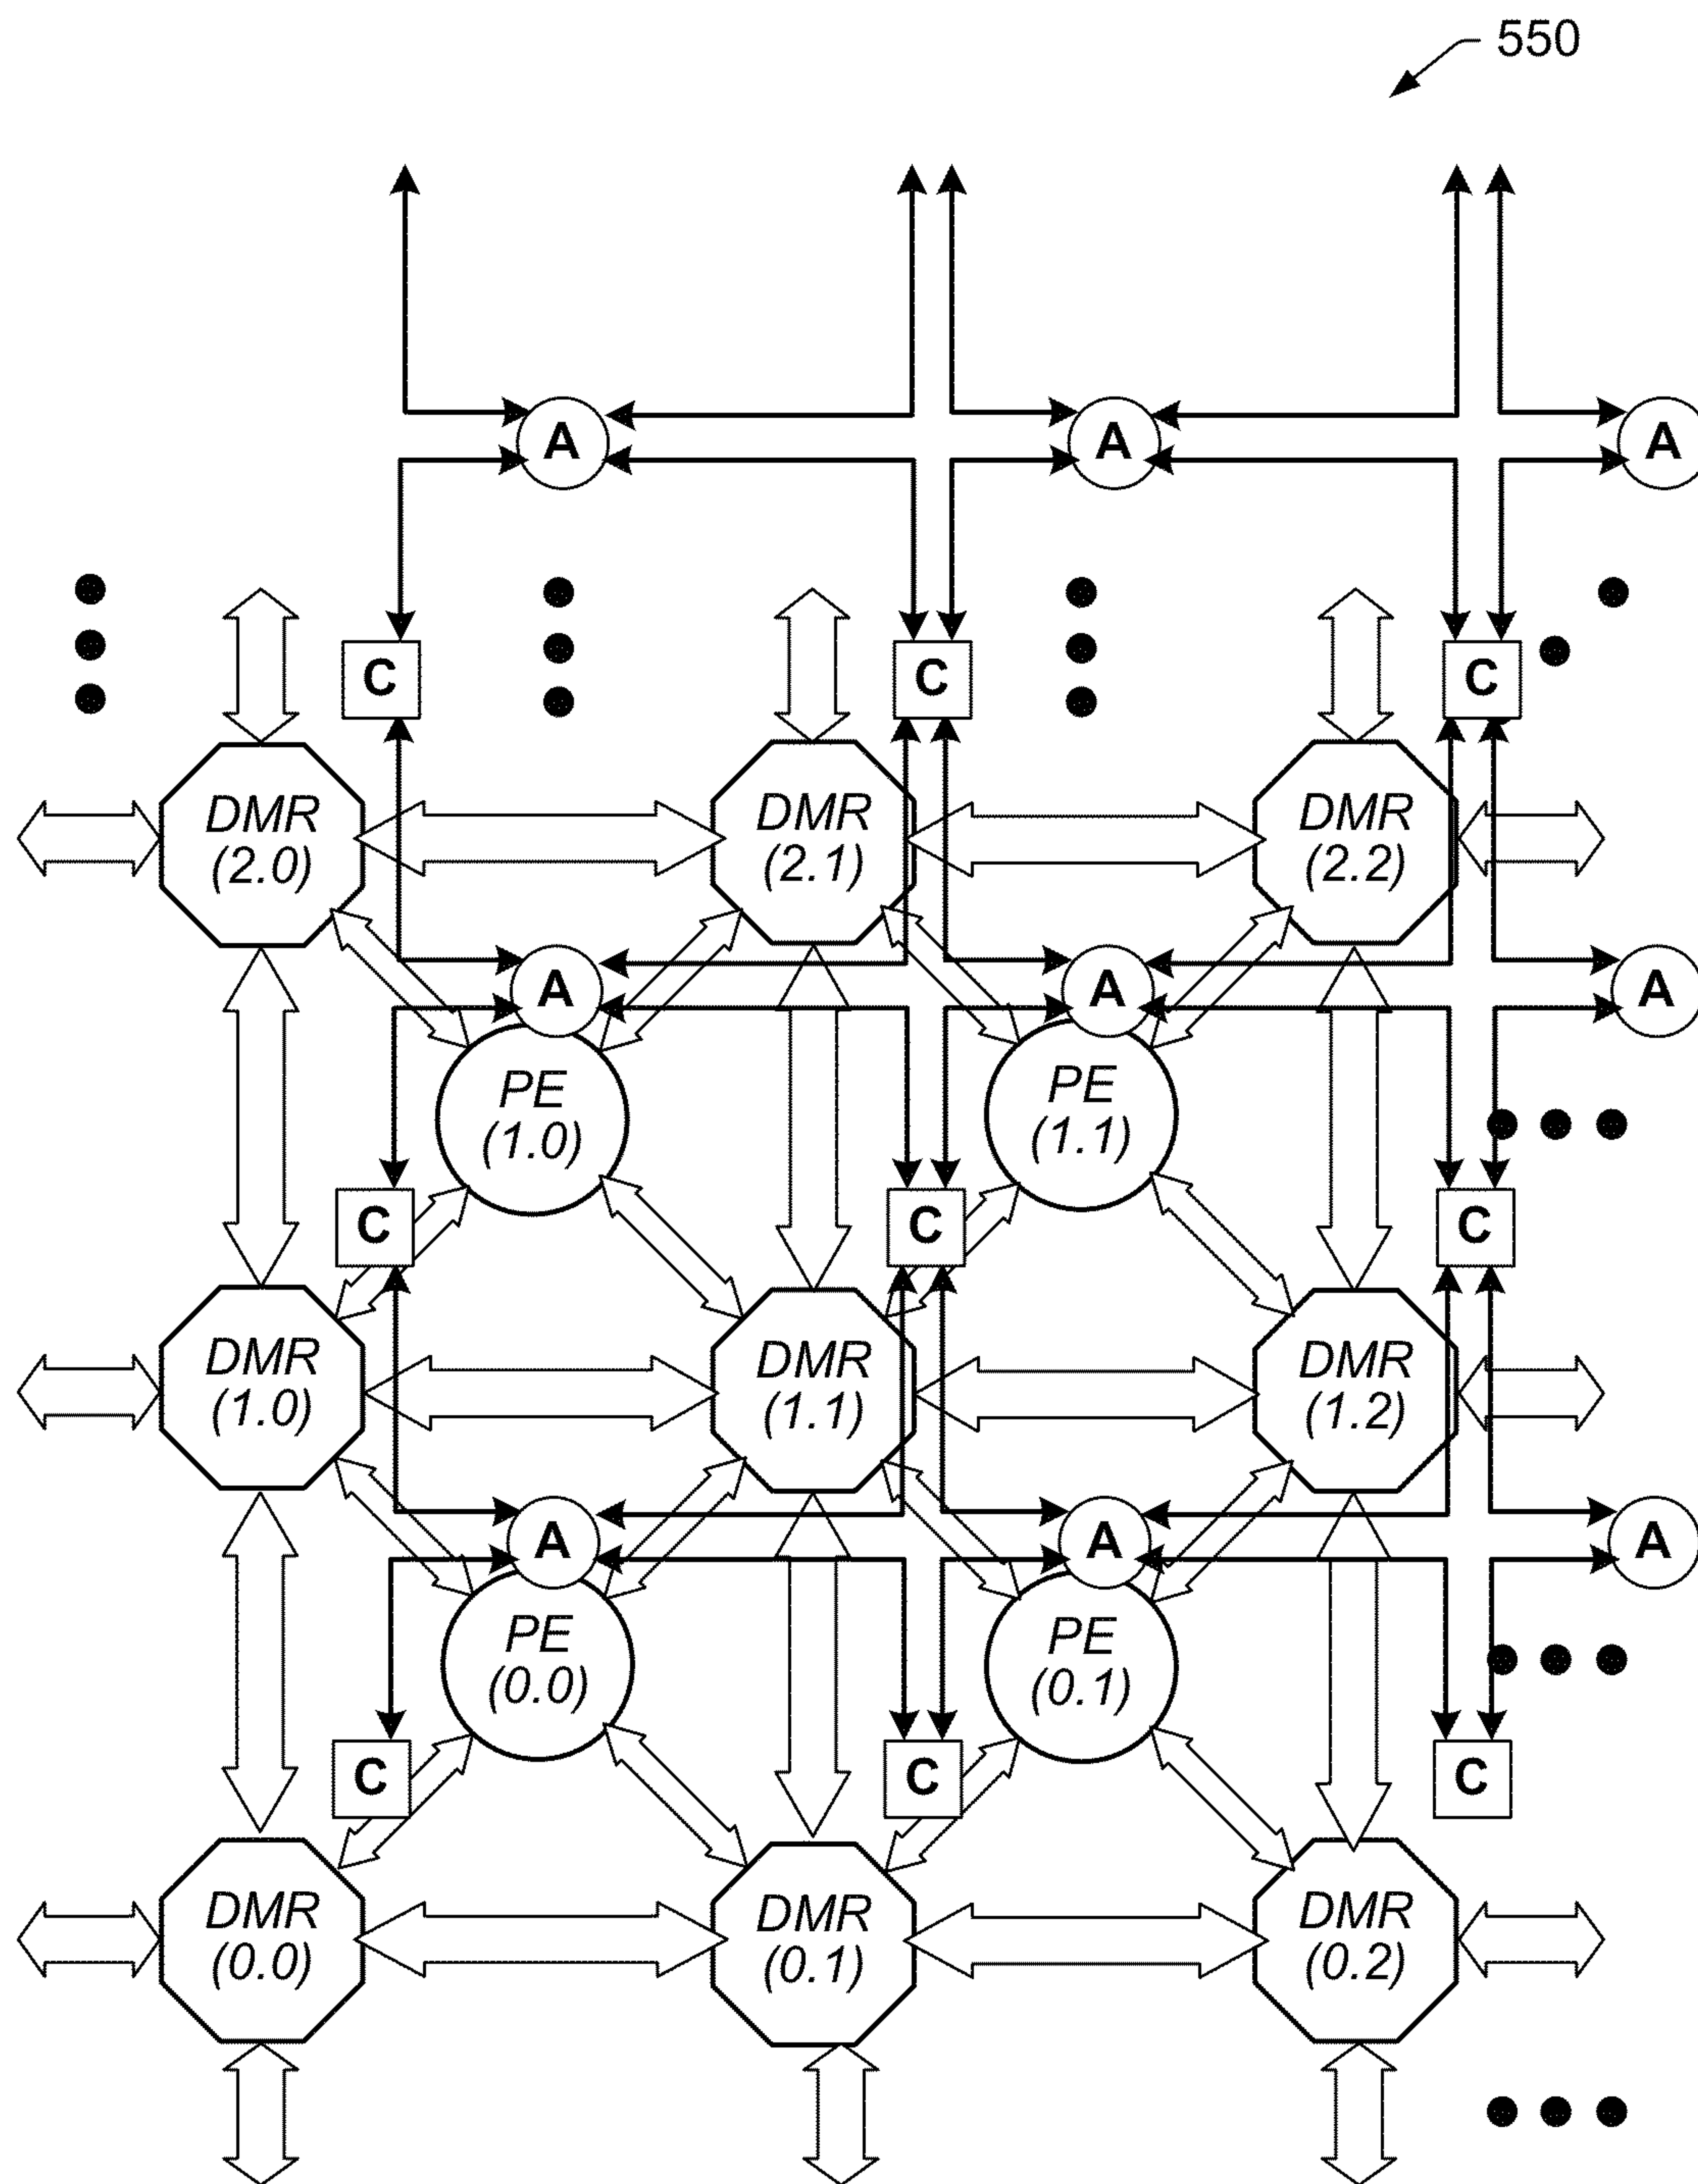 550
A A A
C C C
DMR DMR DMR
(2.0) (2.1) (2.2)
A A A
PE PE
(1.0) (1.1)
C C C
DMR DMR DMR
(1.0) (1.1) (1.2)
A A A
PE PE
(0.0) (0.1)
C C C
DMR DMR DMR
(0.0) (0.1) (0.2)